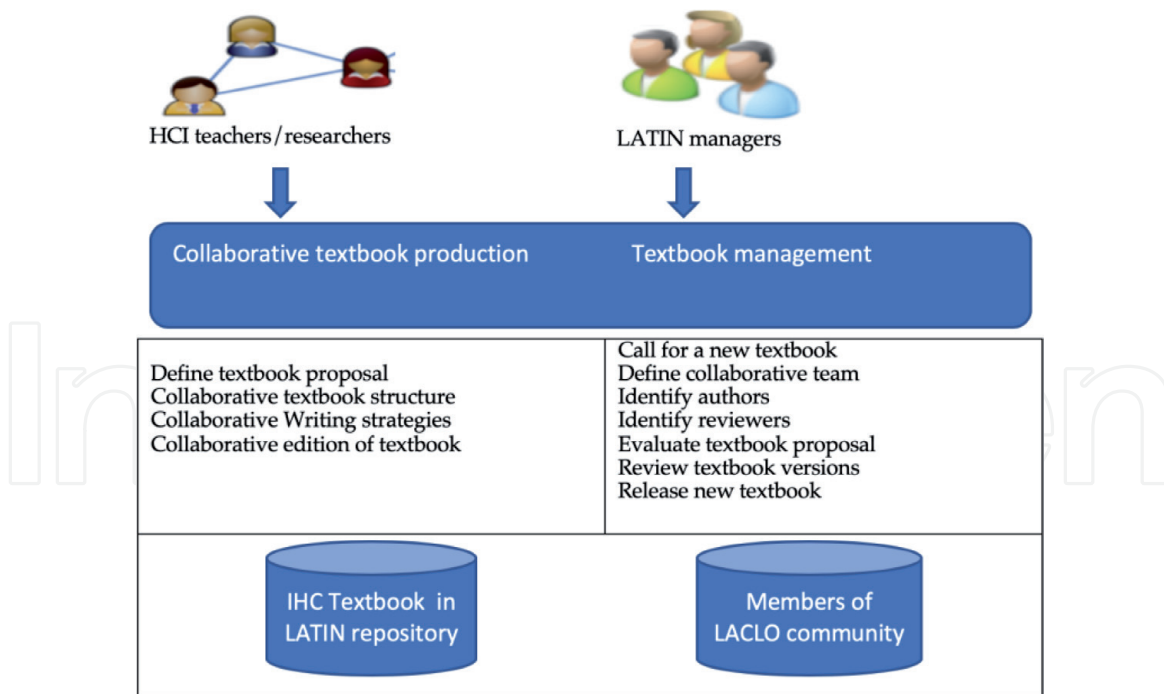 HCI teachers/researchers
LATIN managers
Collaborative textbook production
Textbook management
Define textbook proposal
Collaborative textbook structure
Collaborative Writing strategies
Collaborative edition of textbook
Call for a new textbook
Define collaborative team
Identify authors
Identify reviewers
Evaluate textbook proposal
Review textbook versions
Release new textbook
IHC Textbook in
LATIN repository
Members of
LACLO community